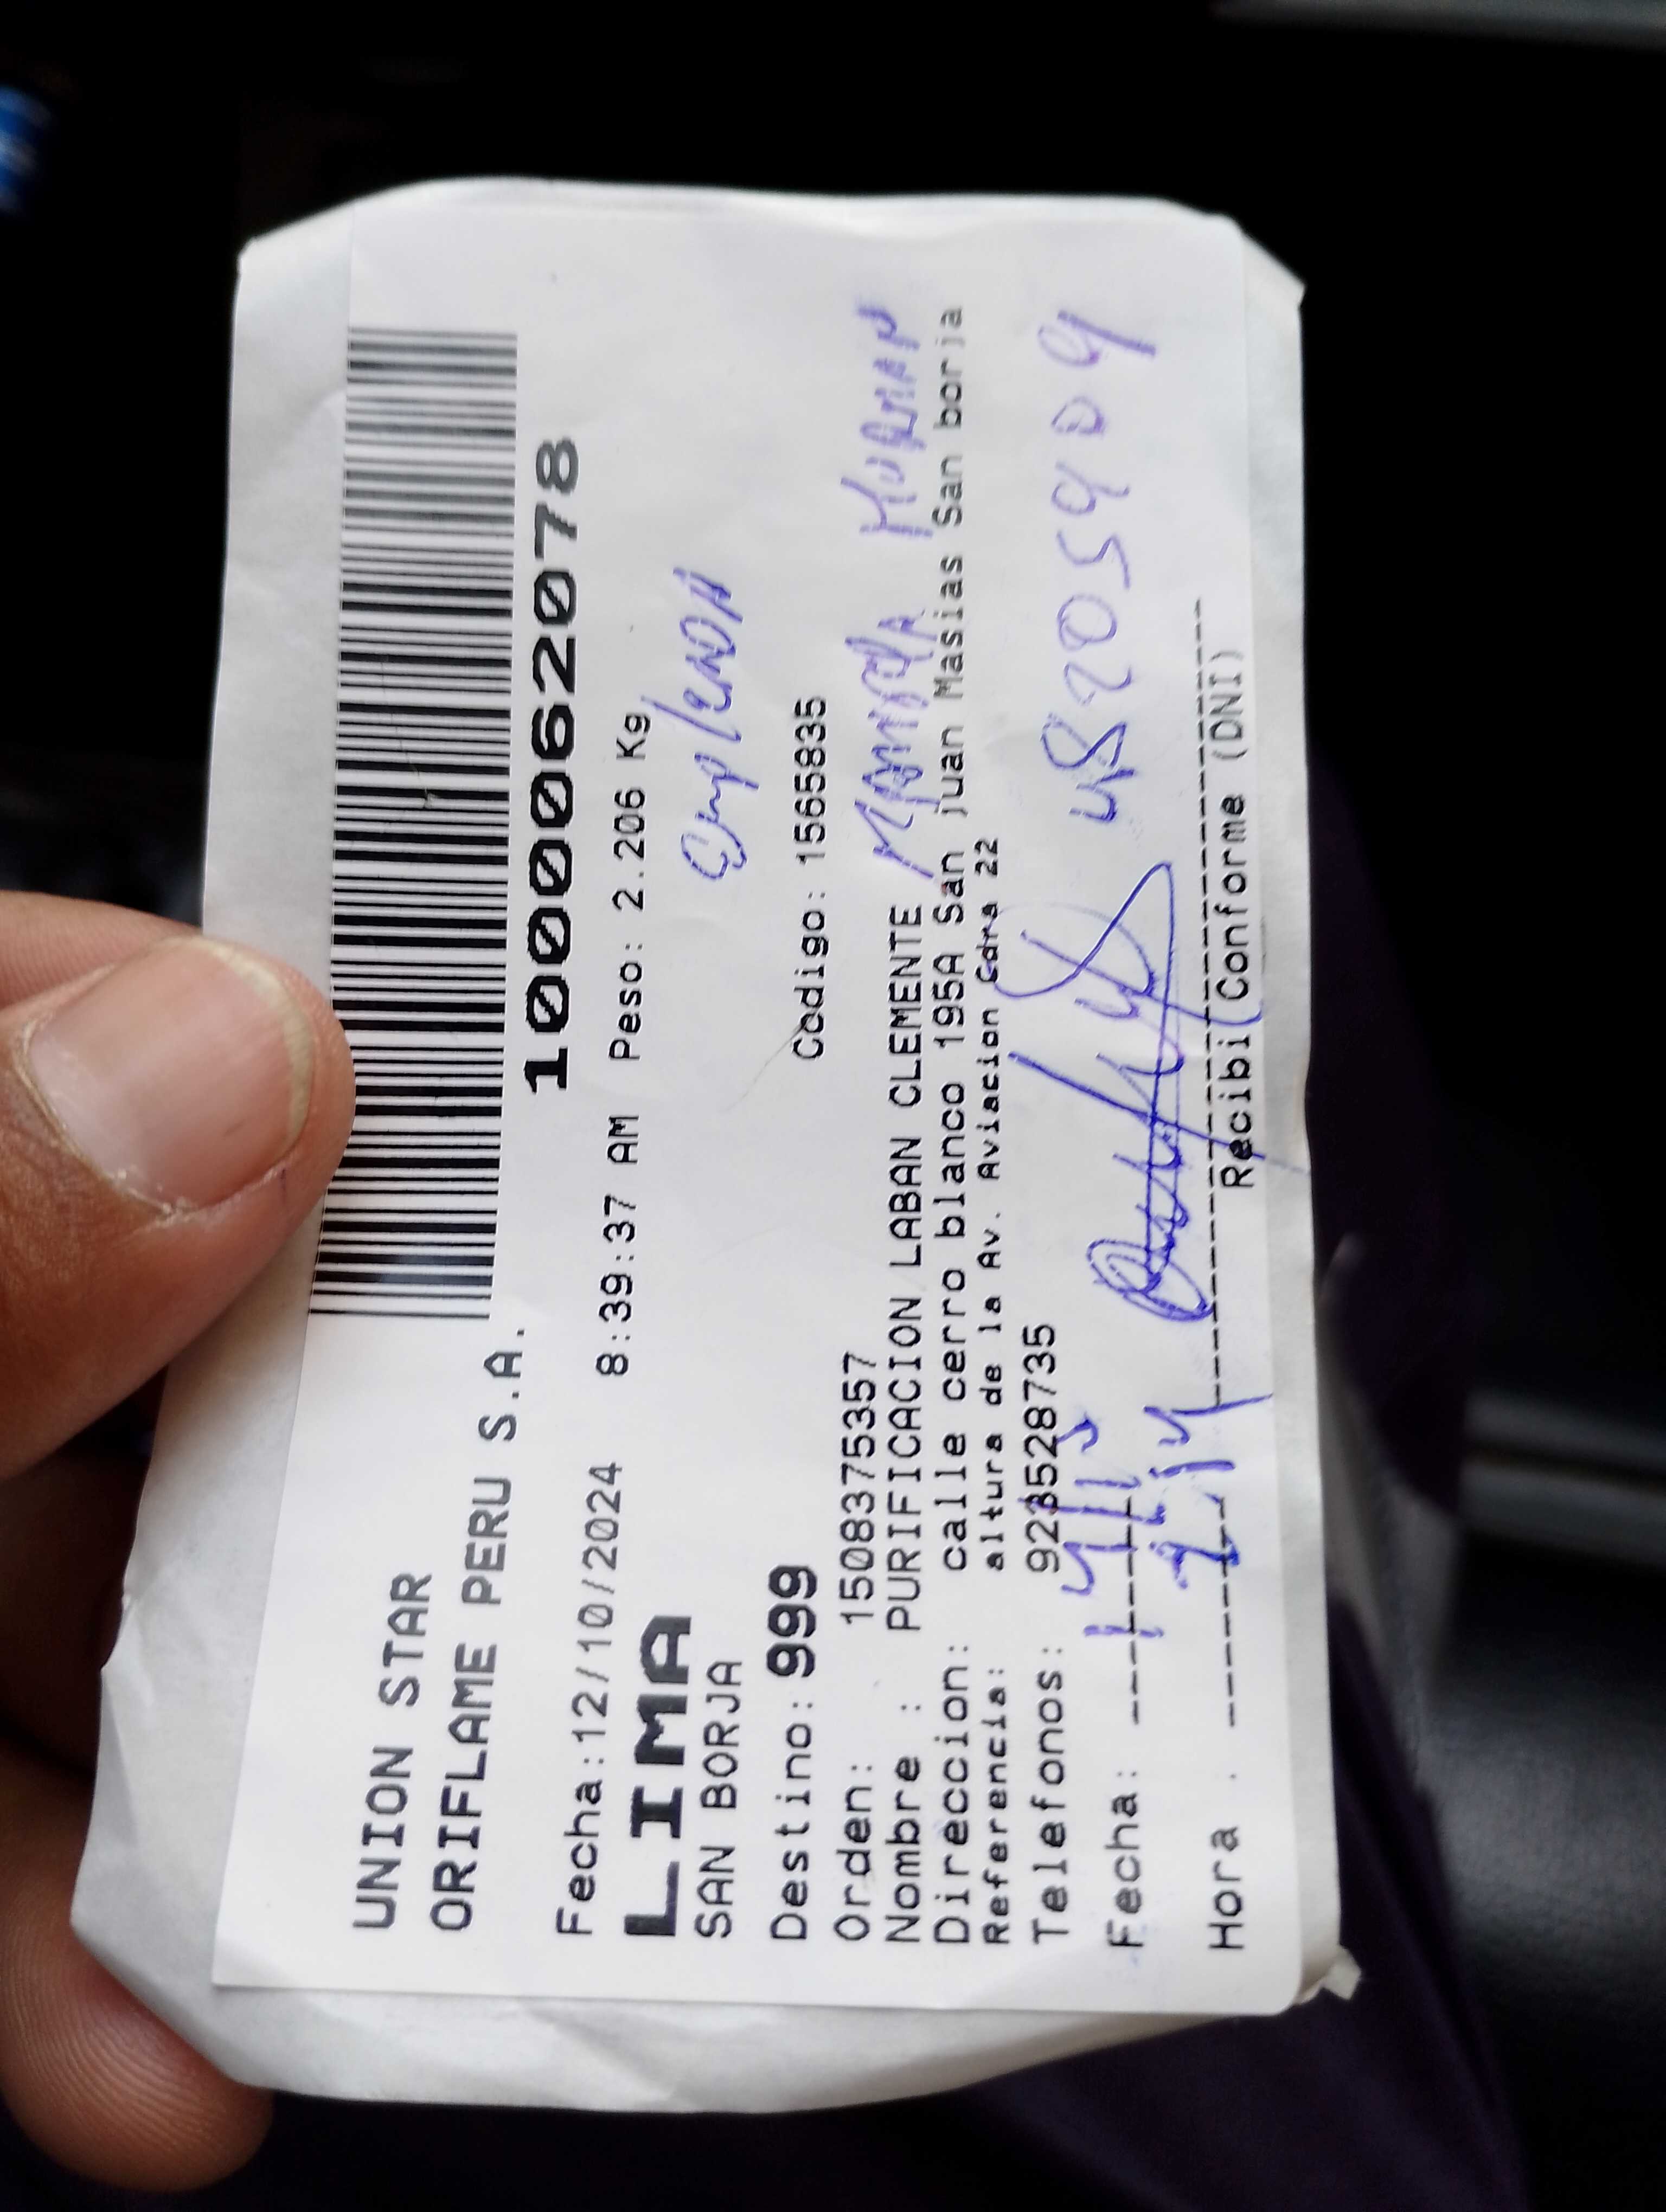 UNION STAR
ORIFLAME PERU S.A.
1000062078
Fecha:12/10/2024 8:39:37 AM Peso: 2.206 Kg
LIMA
SAN BORJA
Destino: 999 Codigo: 1565835
Orden: 1508375357
Nombre : PURIFICACION LABAN CLEMENTE
Direccion: calle cerro blanco 195A San juan Masias San borja
Referencia: altura de la Av. Aviacion Cdra 22
Telefonos: 923528735
Fecha:
Hora :
Recibi Conforme (DNI)